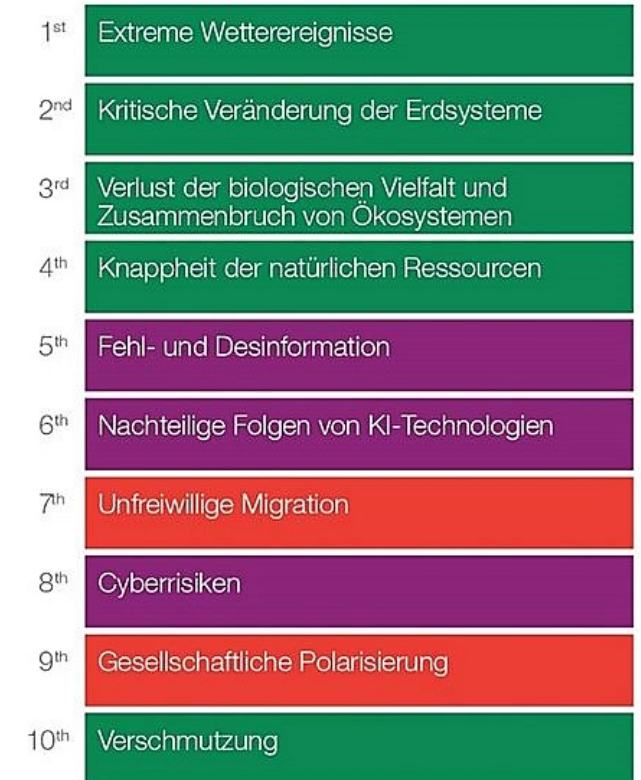 1st Extreme Wetterereignisse
2nd Kritische Veränderung der Erdsysteme
3rd Verlust der biologischen Vielfalt und
Zusammenbruch von Ökosystemen
4th Knappheit der natürlichen Ressourcen
5th Fehl- und Desinformation
6th Nachteilige Folgen von KI-Technologien
7th Unfreiwillige Migration
8th Cyberrisiken
9th Gesellschaftliche Polarisierung
10th Verschmutzung